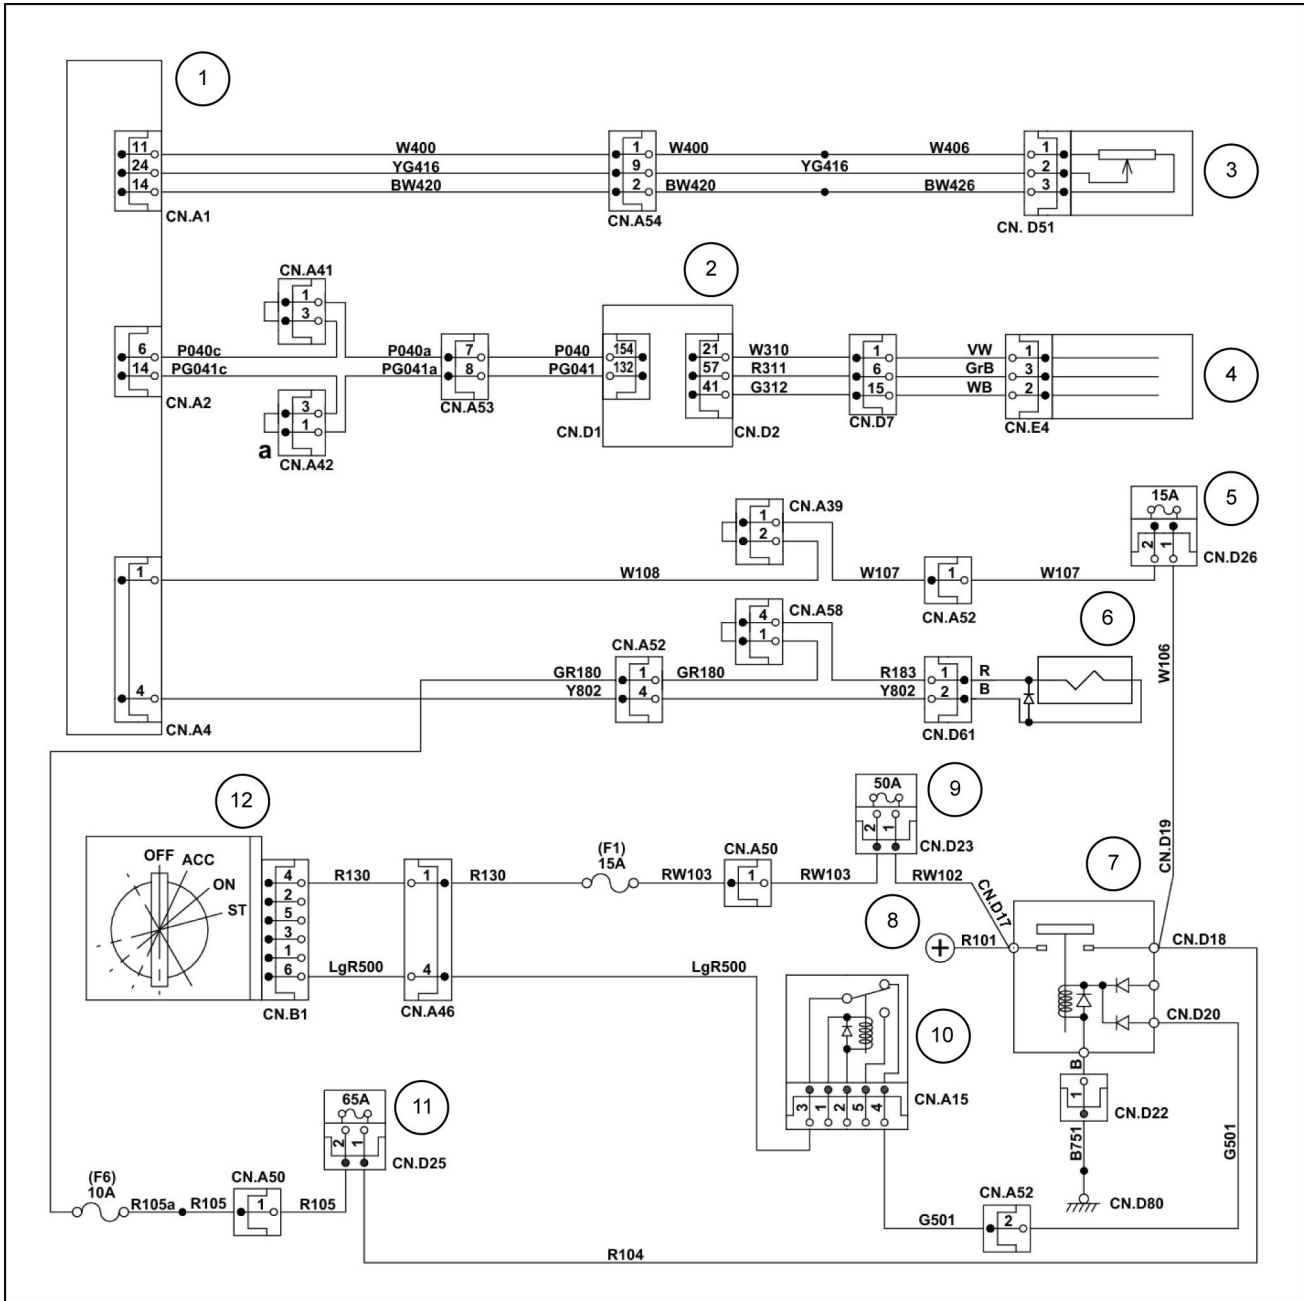 1
11 W400 1 W400 W406 1
24 YG416 9 YG416 2 3
14 BW420 2 BW420 BW426 3
CN.A1 CN.A54 CN. D51
CN.A41 2
1
3
6 P040c P040a 7 P040 154 21 W310 1 VW 1
14 PG041c PG041a 8 PG041 132 57 R311 6 GrB 3 4
41 G312 15 WB 2
CN.A2 CN.A53 CN.D1 CN.D2 CN.D7 CN.E4
3
1
a CN.A42
15A 5
CN.A39
1
2 2 1 CN.D26
1 W108 W107 1 W107
CN.A52
CN.A58 6
4
1 CN.A52
W106
GR180 1 GR180 R183 1 R
4 Y802 4 Y802 2 B
CN.A4 CN.D61
12 50A 9
2 1 CN.D23
CN.D19
OFF ACC ON ST
(F1)
15A CN.A50 7
4 R130 1 R130 RW103 1 RW103 RW102 CN.D17
2
5 8
3 R101 CN.D18
1
6 LgR500 4 LgR500
CN.B1 CN.A46
10 CN.D20
B
3 1 2 5 4 CN.A15
1 CN.D22
65A 11
2 1 CN.D25
B751 G501
(F6)
10A CN.A50 CN.A52 CN.D80
R105a R105 1 R105
G501 2
R104